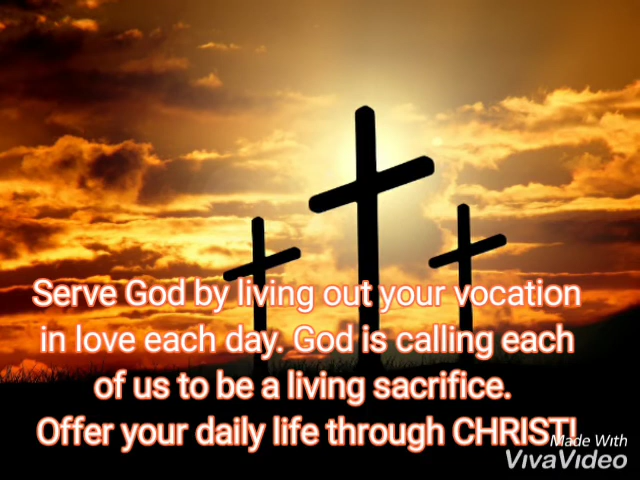 Serve God by living out your vocation
in love each day. God is calling each
of us to be a living sacrifice.
Offer your daily life through CHRIST!
Made With
VivaVideo